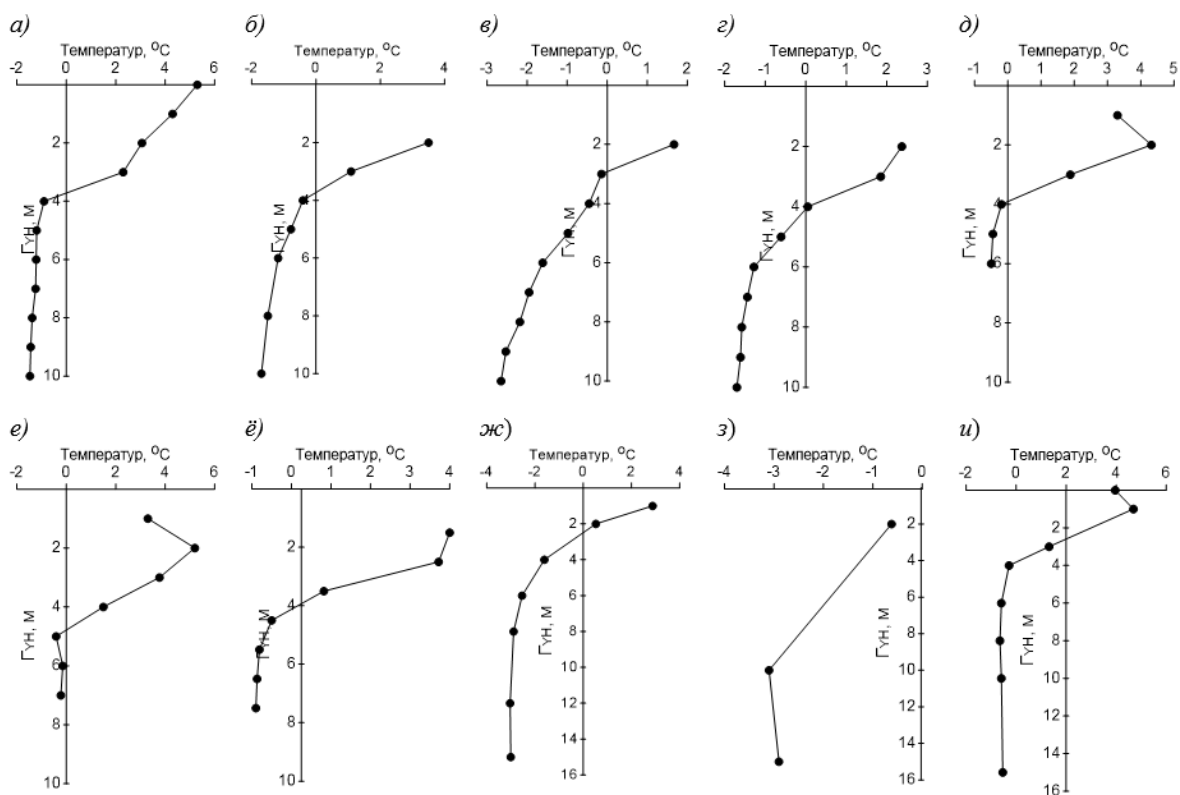 а)
Температур, °C
-2 0 2 4 6
2
4
6
8
10
Гүн, м
б)
Температур, °C
-2 0 2 4
2
4
6
8
10
Гүн, м
в)
Температур, °C
-3 -2 -1 0 1 2
2
4
6
8
10
Гүн, м
г)
Температур, °C
-2 -1 0 1 2 3
2
4
6
8
10
Гүн, м
д)
Температур, °C
-1 0 1 2 3 4 5
2
4
6
8
10
Гүн, м
е)
Температур, °C
-2 0 2 4 6
2
4
6
8
10
Гүн, м
ё)
Температур, °C
-1 0 1 2 3 4
2
4
6
8
10
Гүн, м
ж)
Температур, °C
-4 -2 0 2 4
2
4
6
8
10
12
14
16
Гүн, м
з)
Температур, °C
-4 -3 -2 -1 0
2
4
6
8
10
12
14
16
Гүн, м
и)
Температур, °C
-2 0 2 4 6
2
4
6
8
10
12
14
16
Гүн, м